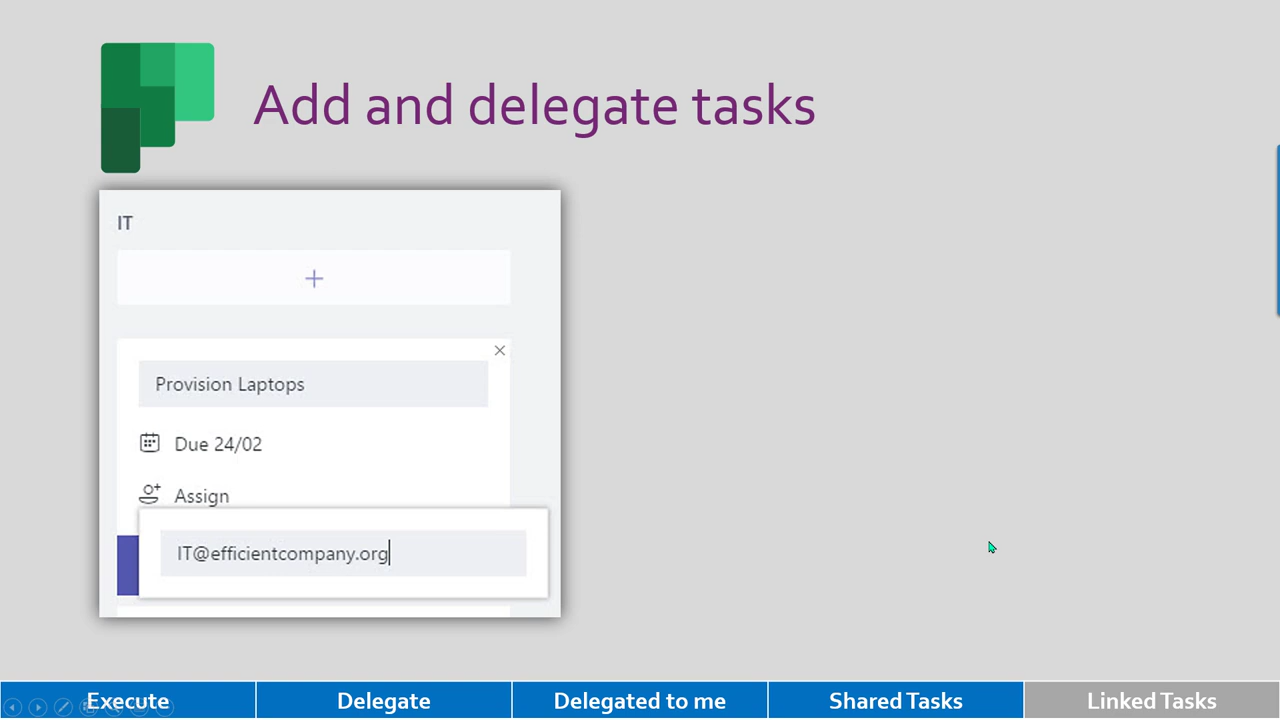 Add and delegate tasks
IT
Provision Laptops
Due 24/02
Assign
IT@efficientcompany.org
Execute
Delegate
Delegated to me
Shared Tasks
Linked Tasks